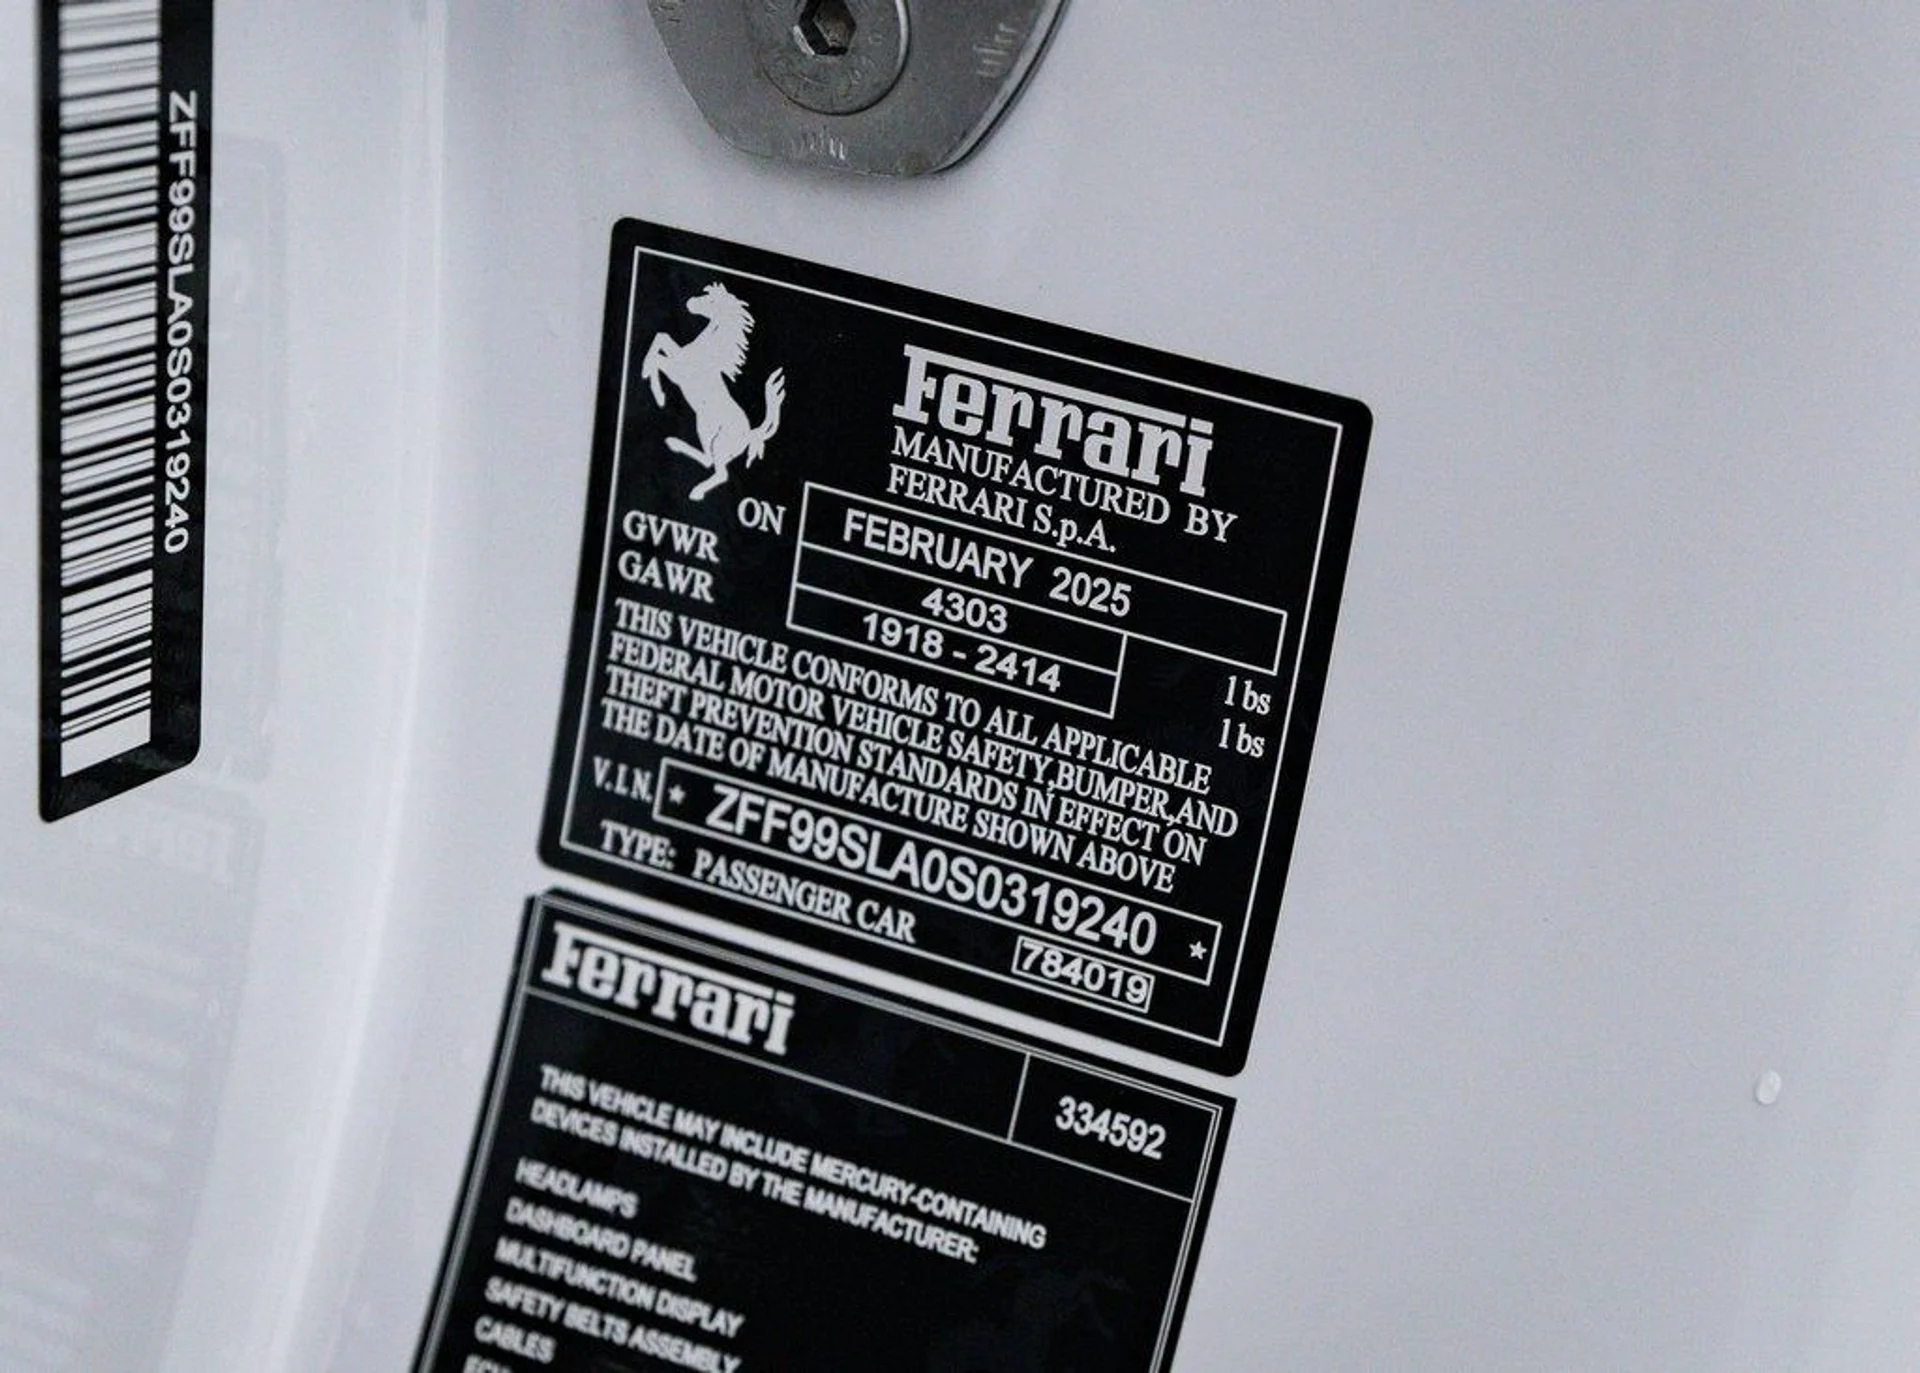 ZFF99SLA0S0319240
Ferrari
MANUFACTURED BY
FERRARI S.p.A.
ON FEBRUARY 2025
GVWR 4303 lbs
GAWR 1918 - 2414 lbs
THIS VEHICLE CONFORMS TO ALL APPLICABLE
FEDERAL MOTOR VEHICLE SAFETY,BUMPER,AND
THEFT PREVENTION STANDARDS IN EFFECT ON
THE DATE OF MANUFACTURE SHOWN ABOVE
V.I.N. * ZFF99SLA0S0319240 *
TYPE: PASSENGER CAR
784019
Ferrari
334592
THIS VEHICLE MAY INCLUDE MERCURY-CONTAINING
DEVICES INSTALLED BY THE MANUFACTURER:
HEADLAMPS
DASHBOARD PANEL
MULTIFUNCTION DISPLAY
SAFETY BELTS ASSEMBLY
CABLES